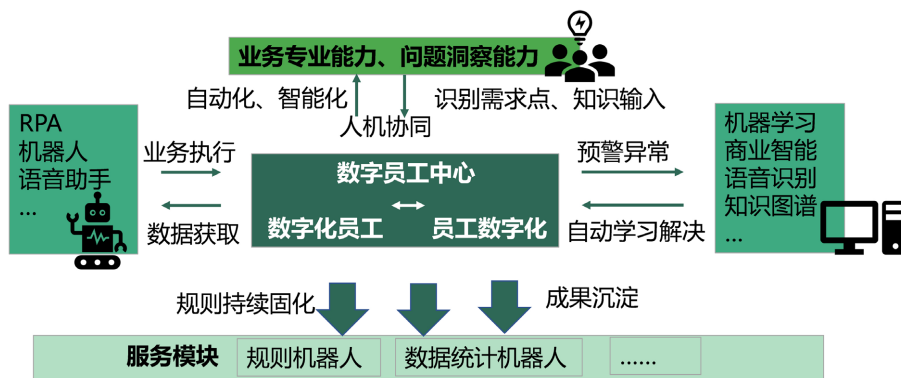 业务专业能力、问题洞察能力
自动化、智能化
识别需求点、知识输入
人机协同
RPA
机器人
语音助手
...
业务执行
数据获取
数字员工中心
数字化员工
员工数字化
预警异常
自动学习解决
机器学习
商业智能
语音识别
知识图谱
...
规则持续固化
成果沉淀
服务模块
规则机器人
数据统计机器人
......